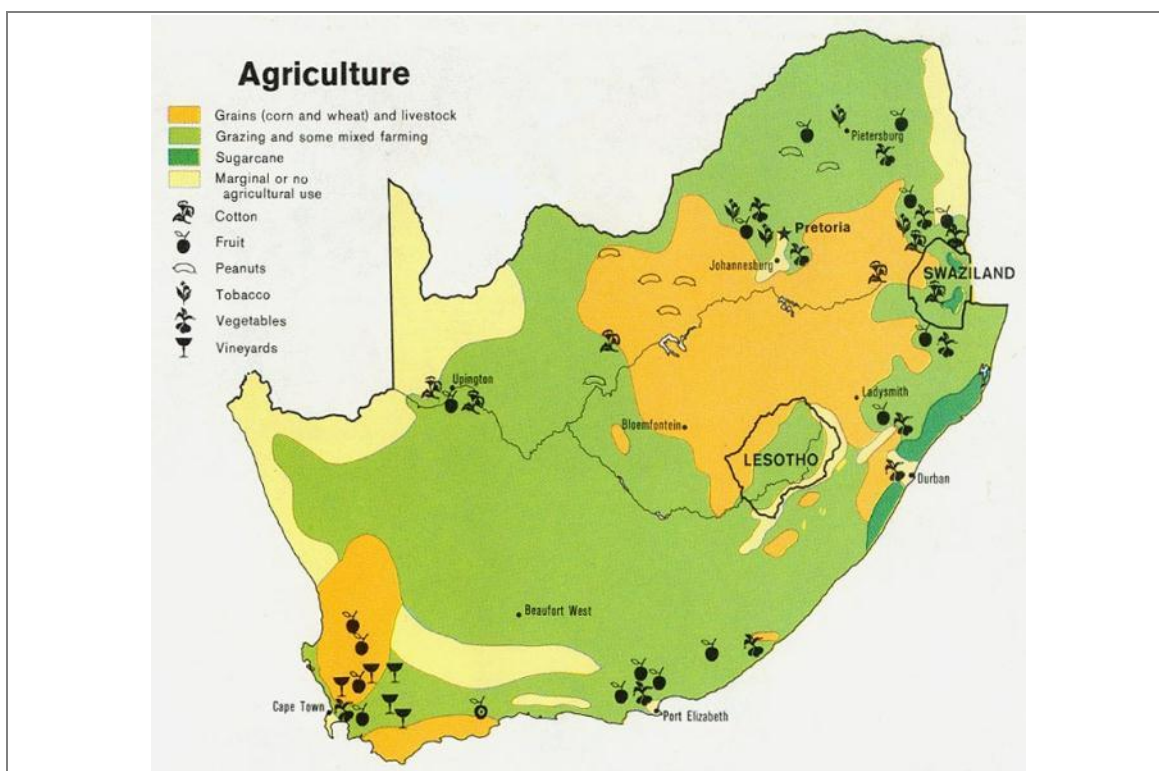 Agriculture
Grains (corn and wheat) and livestock
Grazing and some mixed farming
Sugarcane
Marginal or no
agricultural use
Cotton
Fruit
Peanuts
Tobacco
Vegetables
Vineyards
Pietersburg
Pretoria
Johannesburg
SWAZILAND
Upington
Ladysmith
Bloemfontein
LESOTHO
Durban
Beaufort West
Cape Town
Port Elizabeth